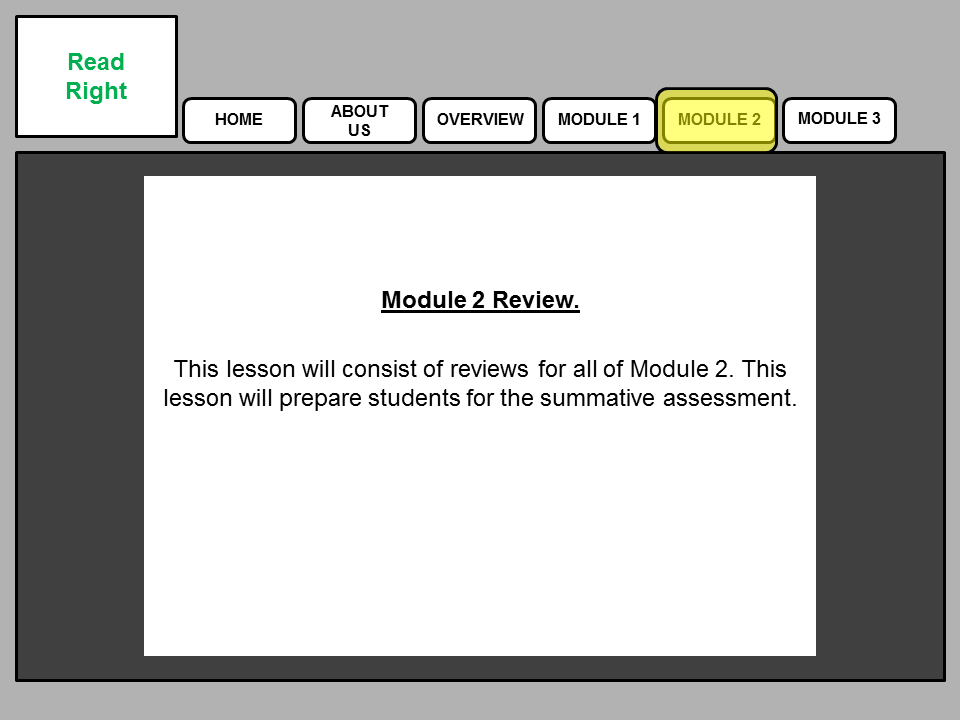 Read
Right
HOME
ABOUT
US
OVERVIEW
MODULE 1
MODULE 2
MODULE 3
Module 2 Review.
This lesson will consist of reviews for all of Module 2. This
lesson will prepare students for the summative assessment.